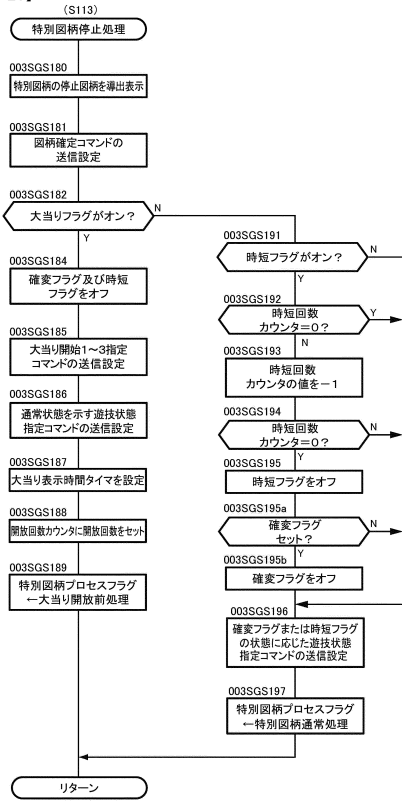 (S113)
特別図柄停止処理
003SGS180
特別図柄の停止図柄を導出表示
003SGS181
図柄確定コマンドの
送信設定
003SGS182
大当りフラグがオン？
N
Y
003SGS184
確変フラグ及び時短
フラグをオフ
003SGS185
大当り開始1～3指定
コマンドの送信設定
003SGS186
通常状態を示す遊技状態
指定コマンドの送信設定
003SGS187
大当り表示時間タイマを設定
003SGS188
開放回数カウンタに開放回数をセット
003SGS189
特別図柄プロセスフラグ
←大当り開放前処理
003SGS191
時短フラグがオン？
N
Y
003SGS192
時短回数
カウンタ＝0？
Y
N
003SGS193
時短回数
カウンタの値を－1
003SGS194
時短回数
カウンタ＝0？
N
Y
003SGS195
時短フラグをオフ
003SGS195a
確変フラグ
セット？
N
Y
003SGS195b
確変フラグをオフ
003SGS196
確変フラグまたは時短フラグ
の状態に応じた遊技状態
指定コマンドの送信設定
003SGS197
特別図柄プロセスフラグ
←特別図柄通常処理
リターン